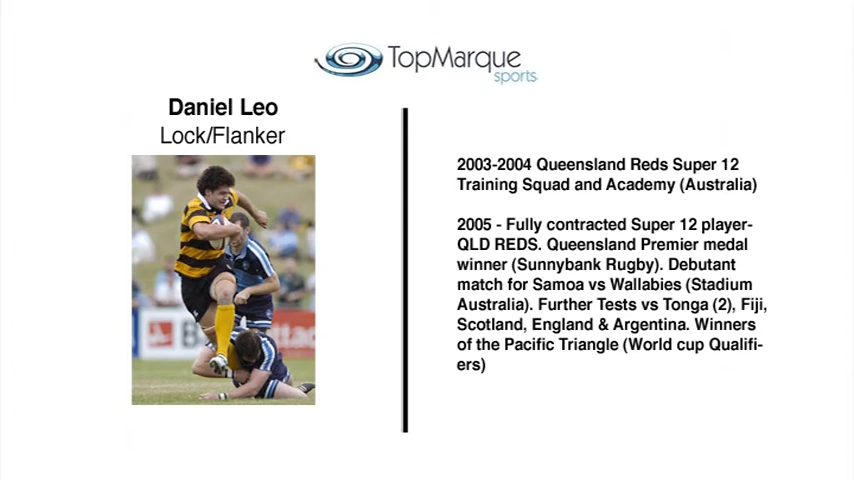 TopMarque
sports
Daniel Leo
Lock/Flanker
2003-2004 Queensland Reds Super 12
Training Squad and Academy (Australia)
2005 - Fully contracted Super 12 player-
QLD REDS. Queensland Premier medal
winner (Sunnybank Rugby). Debutant
match for Samoa vs Wallabies (Stadium
Australia). Further Tests vs Tonga (2), Fiji,
Scotland, England & Argentina. Winners
of the Pacific Triangle (World cup Qualifi-
ers)